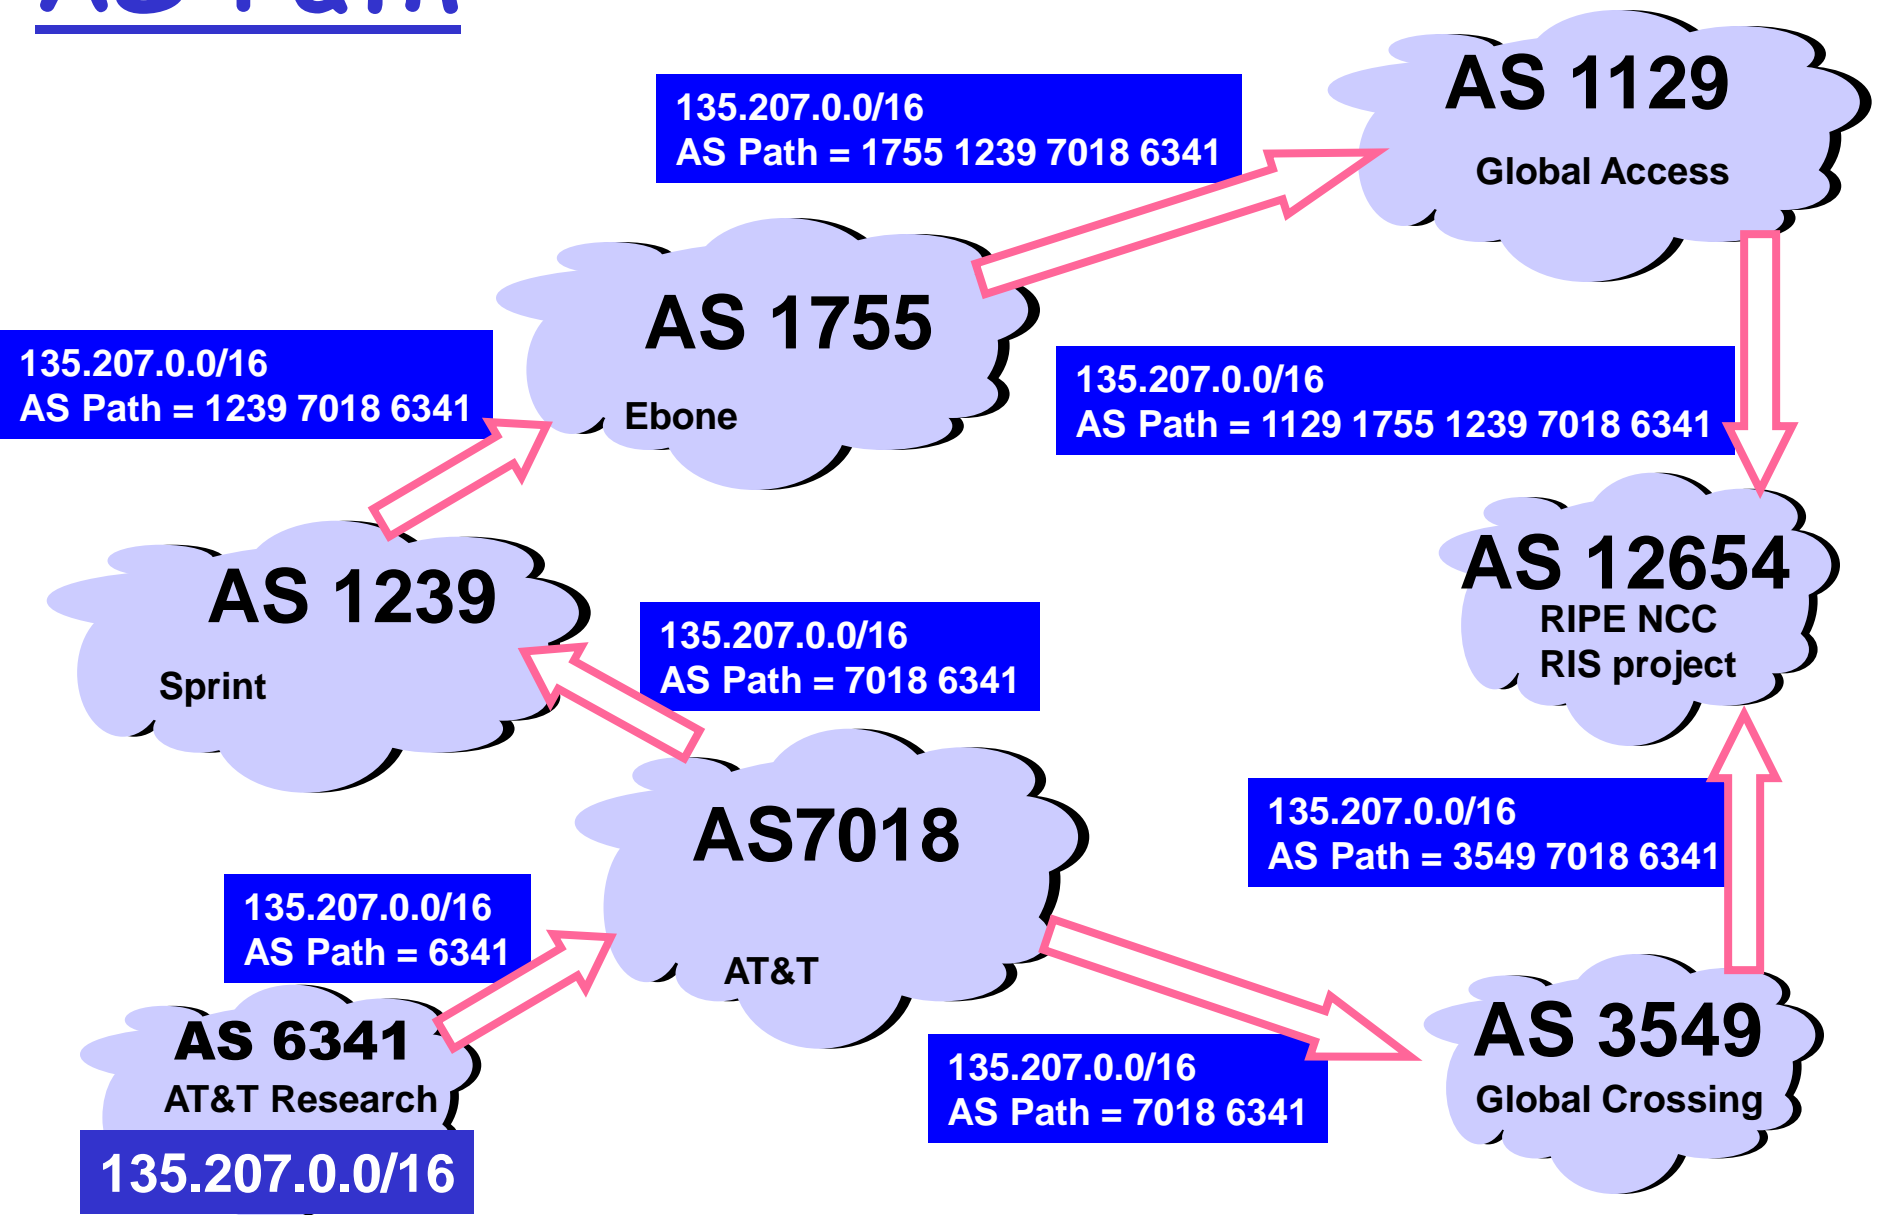 AS Path
AS 1129
Global Access
135.207.0.0/16
AS Path = 1755 1239 7018 6341
AS 1755
Ebone
135.207.0.0/16
AS Path = 1239 7018 6341
135.207.0.0/16
AS Path = 1129 1755 1239 7018 6341
AS 12654
RIPE NCC
RIS project
AS 1239
Sprint
135.207.0.0/16
AS Path = 7018 6341
AS7018
AT&T
135.207.0.0/16
AS Path = 3549 7018 6341
135.207.0.0/16
AS Path = 6341
AS 6341
AT&T Research
135.207.0.0/16
135.207.0.0/16
AS Path = 7018 6341
AS 3549
Global Crossing